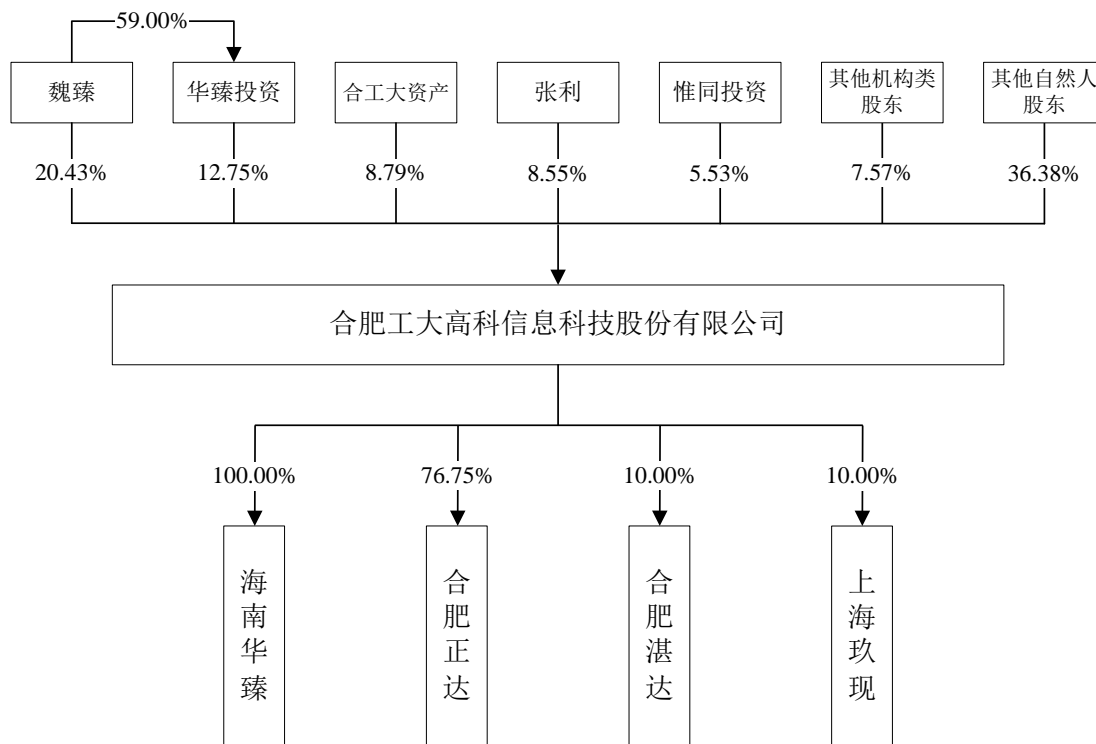 59.00%
魏臻
华臻投资
合工大资产
张利
惟同投资
其他机构类
股东
其他自然人
股东
20.43%
12.75%
8.79%
8.55%
5.53%
7.57%
36.38%
合肥工大高科信息科技股份有限公司
100.00%
76.75%
10.00%
10.00%
海南华臻
合肥正达
合肥湛达
上海玖现